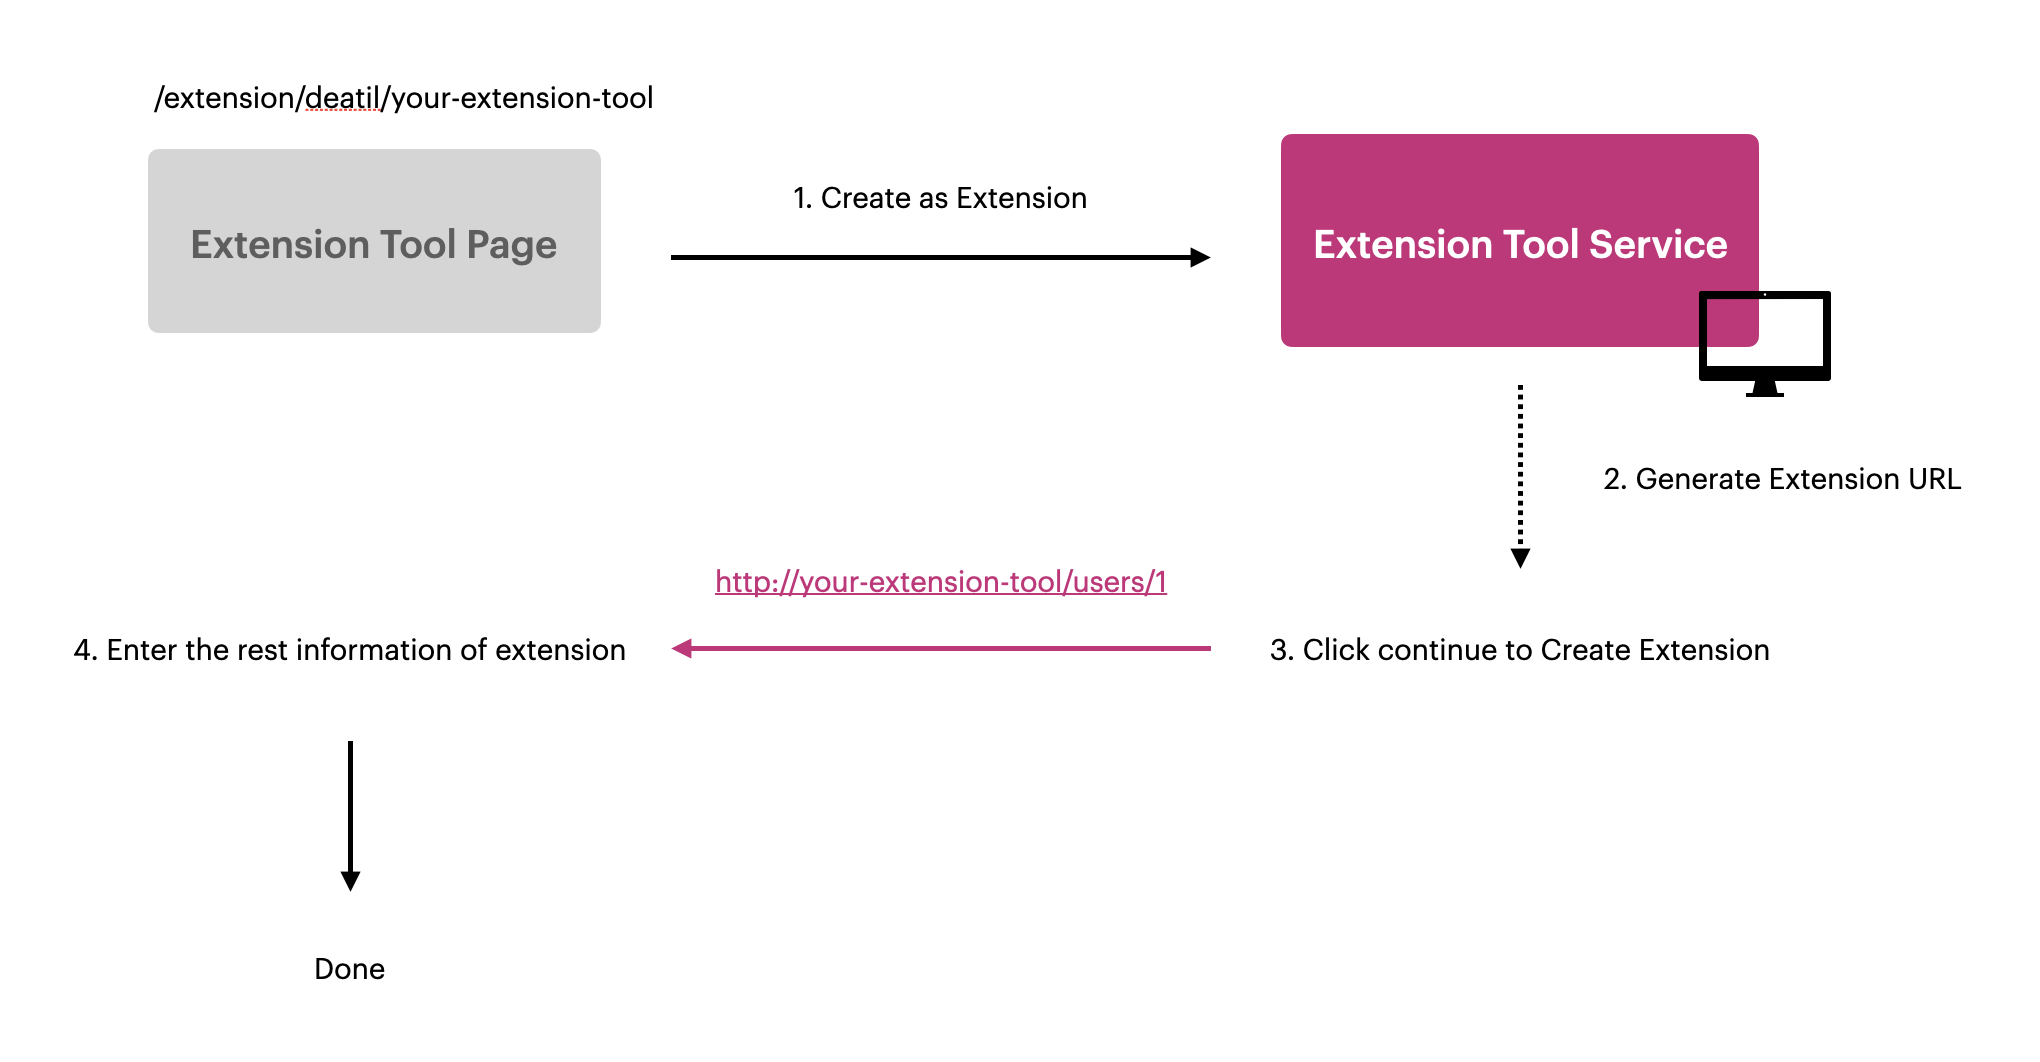 /extension/deatil/your-extension-tool
Extension Tool Page
1. Create as Extension
Extension Tool Service
2. Generate Extension URL
http://your-extension-tool/users/1
4. Enter the rest information of extension
3. Click continue to Create Extension
Done